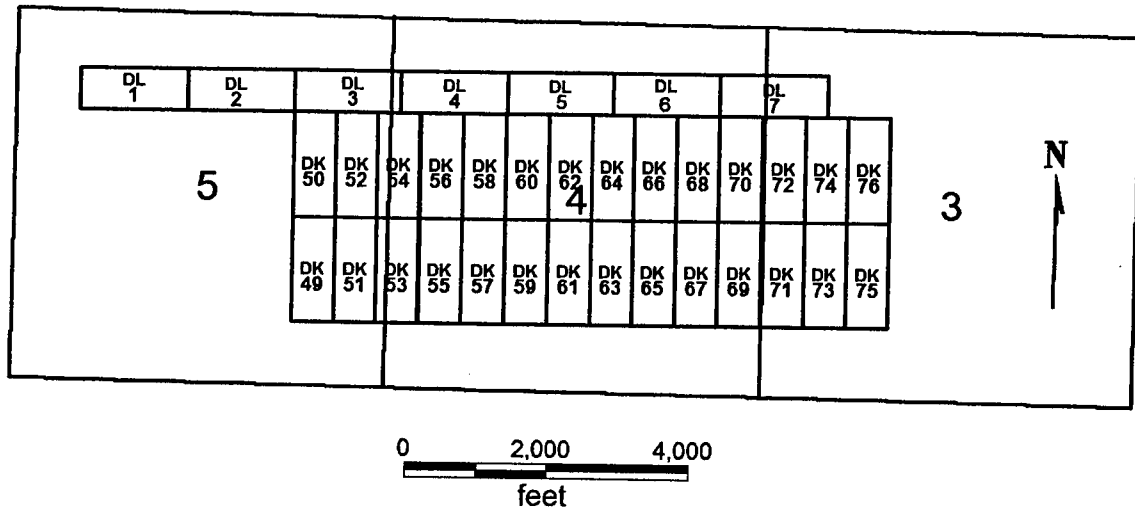 DL DL DL DL DL DL DL
1 2 3 4 5 6 7
DK DK DK DK DK DK DK DK DK DK DK DK DK DK
50 52 54 56 58 60 62 64 66 68 70 72 74 76
5 4 3
N
DK DK DK DK DK DK DK DK DK DK DK DK DK DK
49 51 53 55 57 59 61 63 65 67 69 71 73 75
0 2,000 4,000
feet